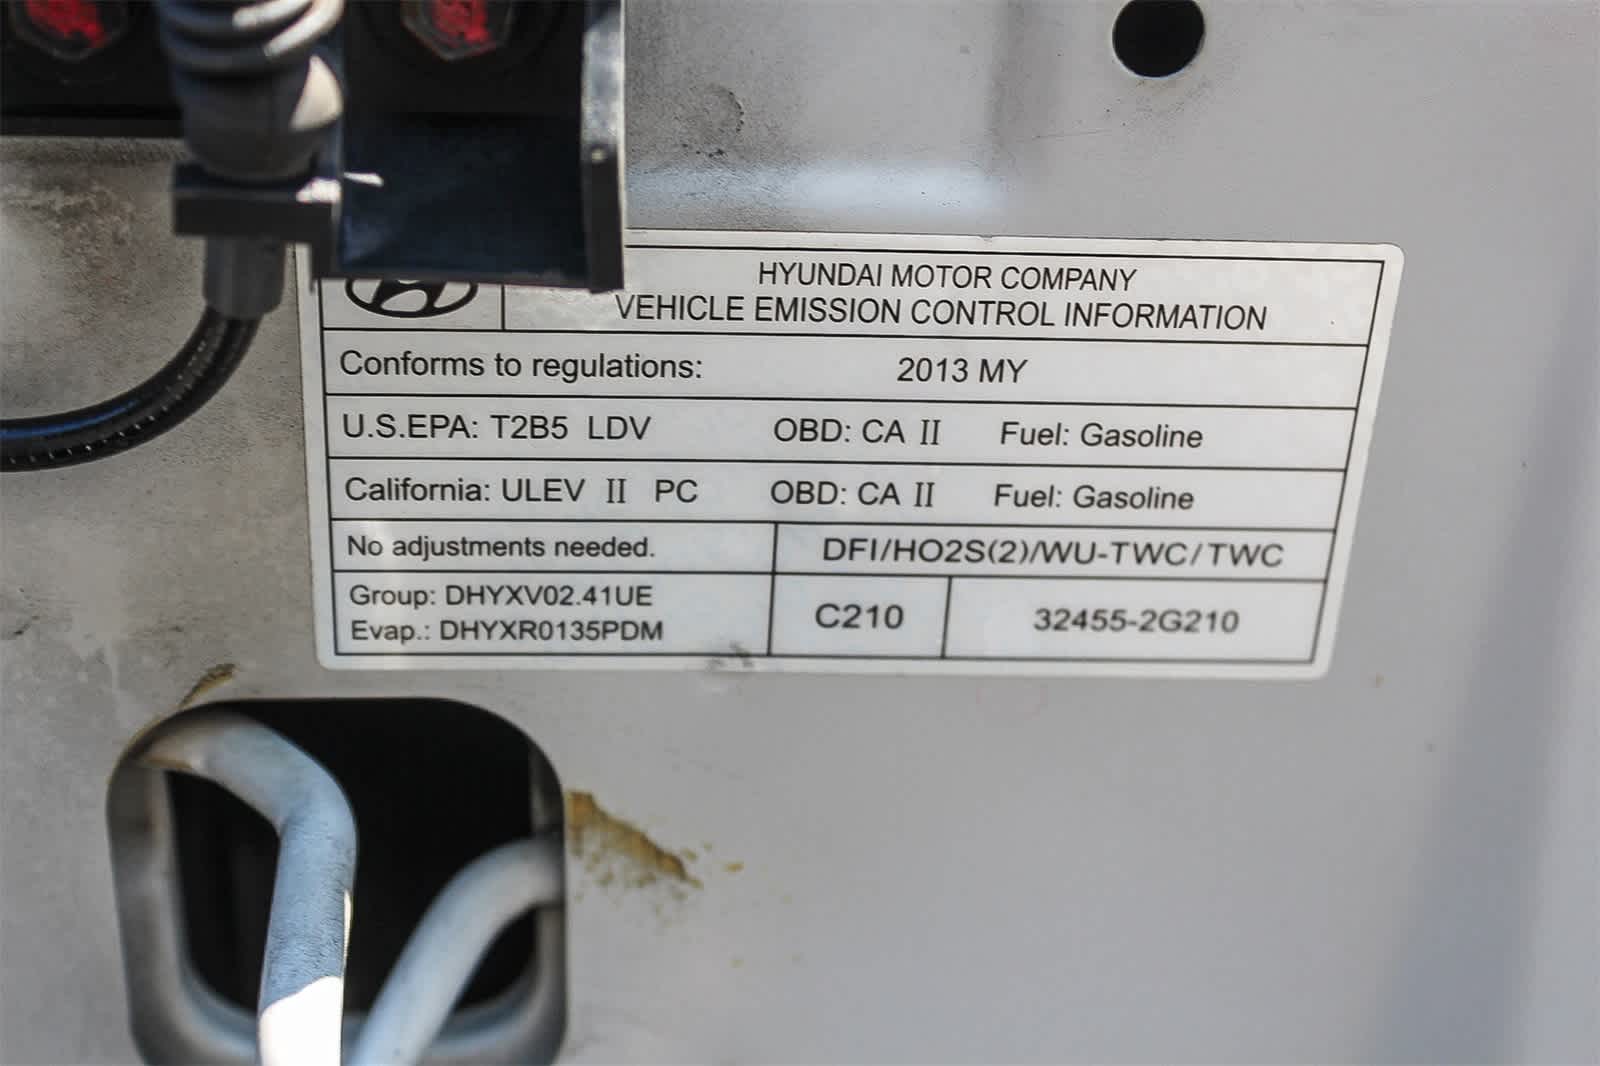 HYUNDAI MOTOR COMPANY
VEHICLE EMISSION CONTROL INFORMATION
Conforms to regulations: 2013 MY
U.S.EPA: T2B5 LDV OBD: CA II Fuel: Gasoline
California: ULEV II PC OBD: CA II Fuel: Gasoline
No adjustments needed. DFI/HO2S(2)/WU-TWC/TWC
Group: DHYXV02.41UE
Evap.: DHYXR0135PDM
C210 32455-2G210